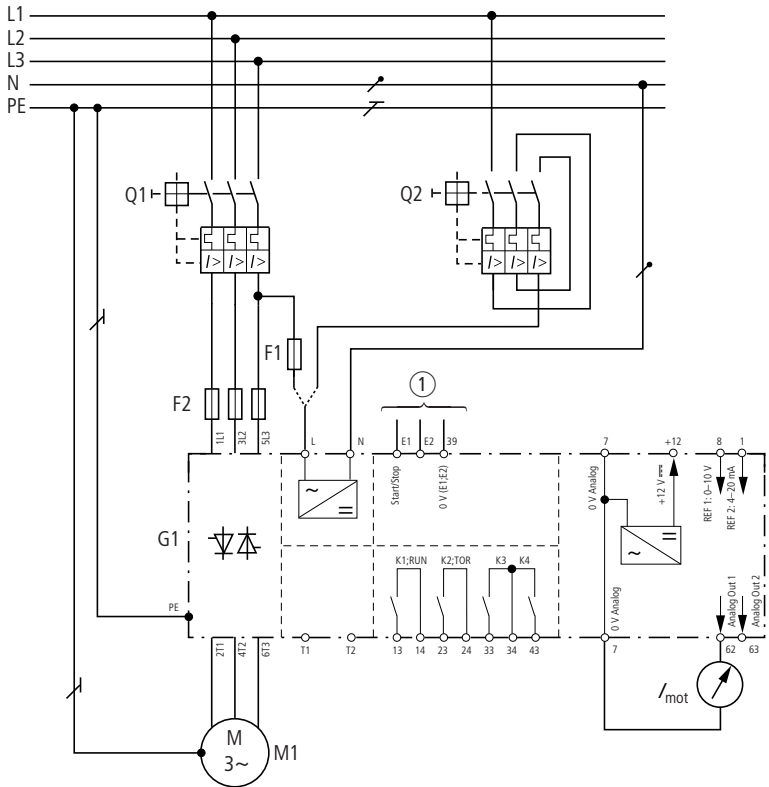 L1
L2
L3
N
PE
Q1
Q2
I> I> I>
I> I> I>
F1
F2
1
1L1 3L2 5L3
L N
E1 E2 39
7 +12 8 1
Start/Stop
0 V (E1;E2)
0 V Analog
+12 V
REF 1: 0–10 V
REF 2: 4–20 mA
~
=
=
~
G1
K1;RUN K2;TOR K3 K4
PE
0 V Analog
Analog Out 1
Analog Out 2
2T1 4T2 6T3
T1 T2 13 14 23 24 33 34 43 7 62 63
Imot
M
3~
M1